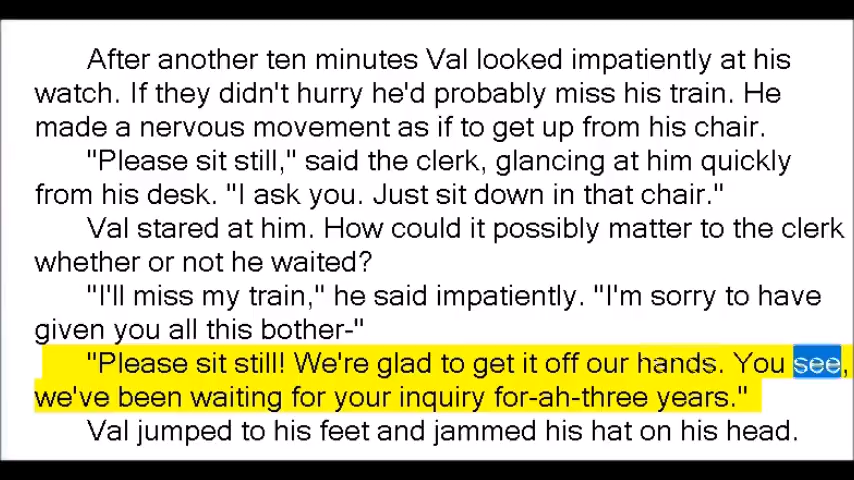 After another ten minutes Val looked impatiently at his
watch. If they didn't hurry he'd probably miss his train. He
made a nervous movement as if to get up from his chair.
"Please sit still," said the clerk, glancing at him quickly
from his desk. "I ask you. Just sit down in that chair."
Val stared at him. How could it possibly matter to the clerk
whether or not he waited?
"I'll miss my train," he said impatiently. "I'm sorry to have
given you all this bother-"
"Please sit still! We're glad to get it off our hands. You see,
we've been waiting for your inquiry for-ah-three years."
Val jumped to his feet and jammed his hat on his head.